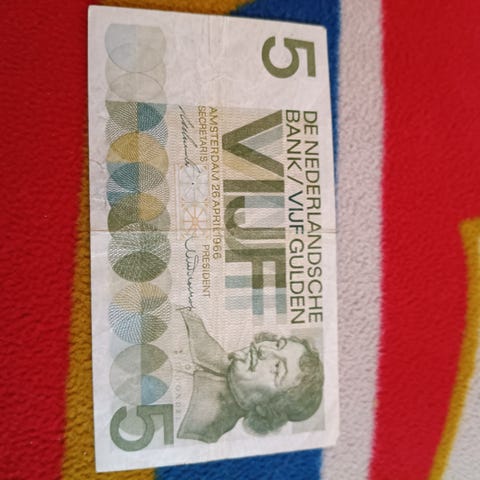 5
DE NEDERLANDSCHE
BANK / VIJF GULDEN
VIJF
AMSTERDAM 26 APRIL 1966
SECRETARIS
PRESIDENT
5